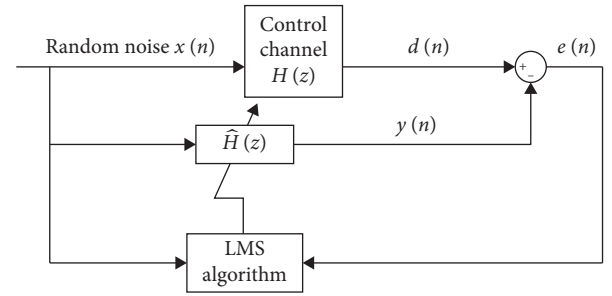 Random noise x (n)
Control
channel
H (z)
d (n)
e (n)
+
−
Ĥ (z)
y (n)
LMS
algorithm